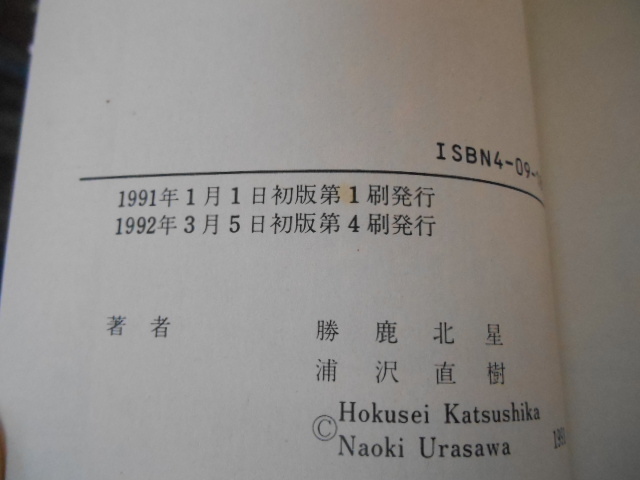 ISBN4-09-
1991年1月1日初版第1刷発行
1992年3月5日初版第4刷発行
著者 勝鹿北星
浦沢直樹
© Hokusei Katsushika
Naoki Urasawa